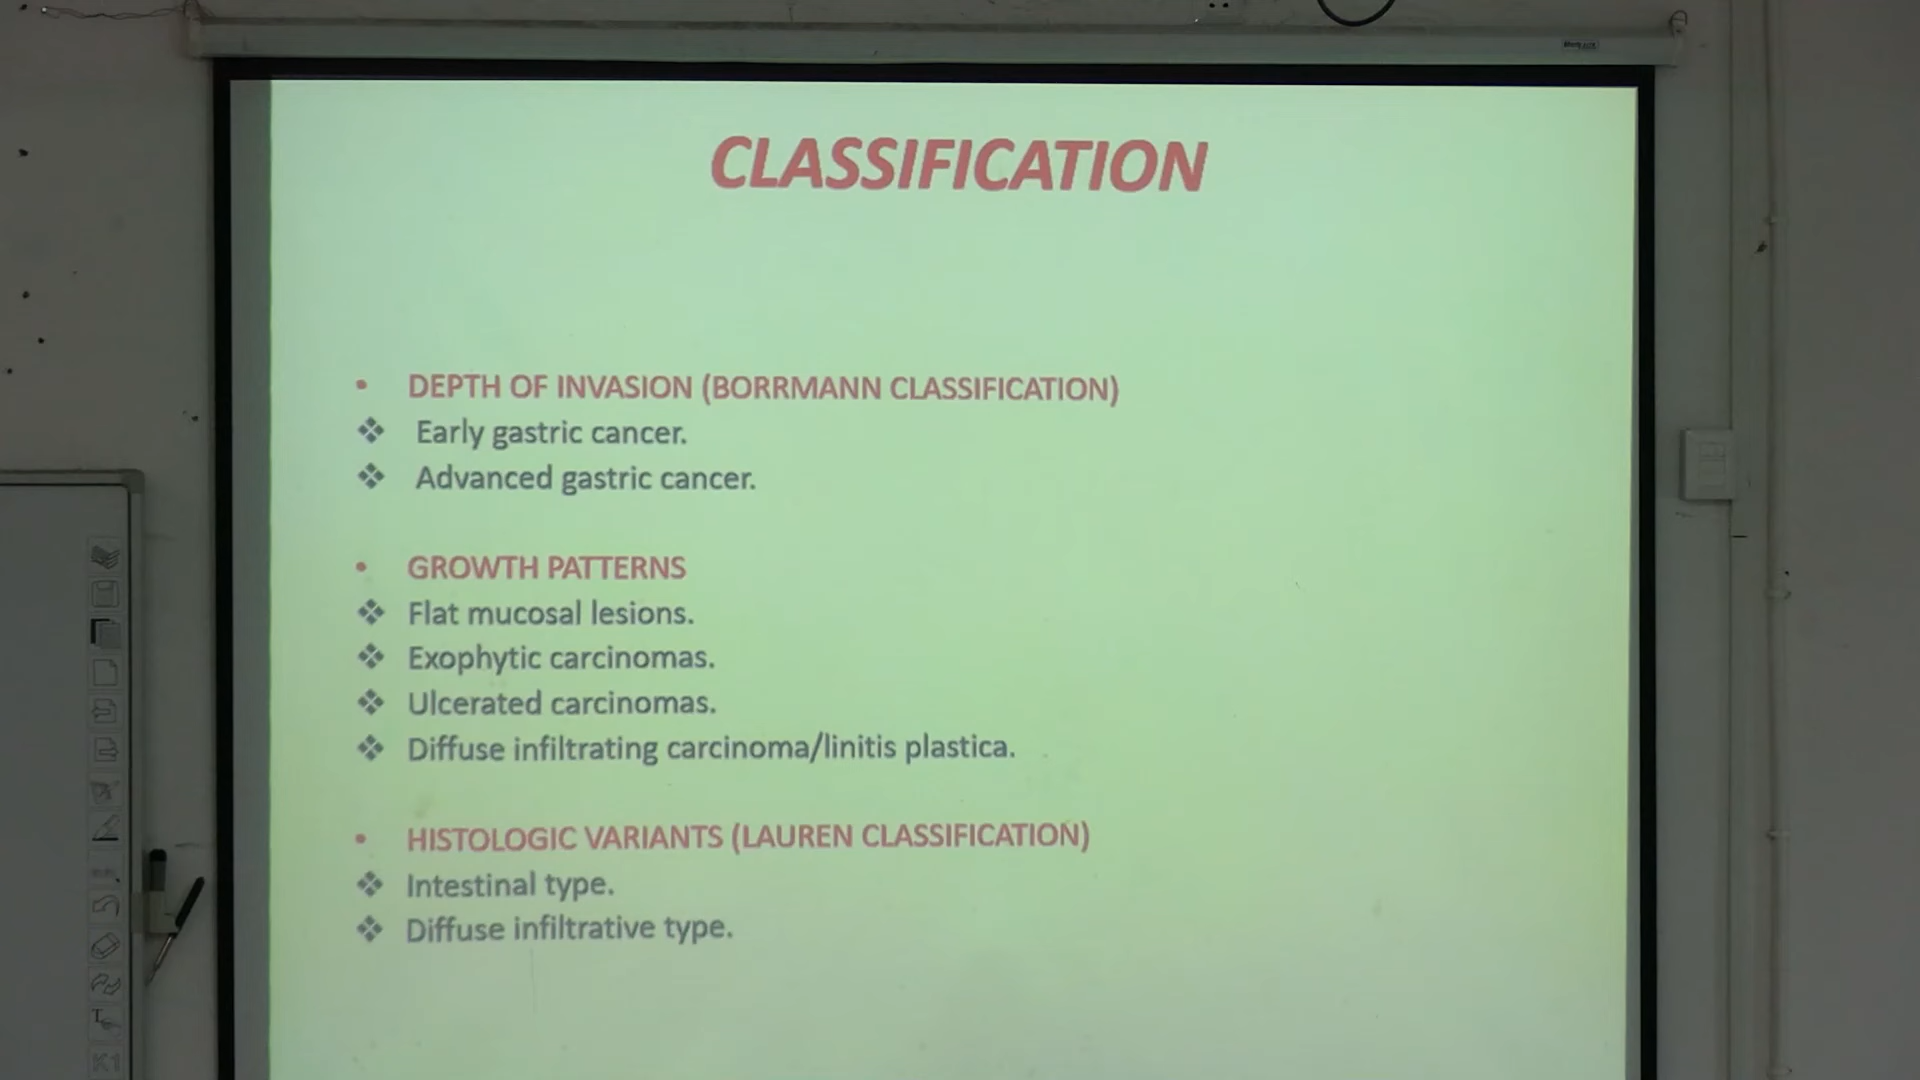 CLASSIFICATION
• DEPTH OF INVASION (BORRMANN CLASSIFICATION)
❖ Early gastric cancer.
❖ Advanced gastric cancer.
• GROWTH PATTERNS
❖ Flat mucosal lesions.
❖ Exophytic carcinomas.
❖ Ulcerated carcinomas.
❖ Diffuse infiltrating carcinoma/linitis plastica.
• HISTOLOGIC VARIANTS (LAUREN CLASSIFICATION)
❖ Intestinal type.
❖ Diffuse infiltrative type.
T
K1